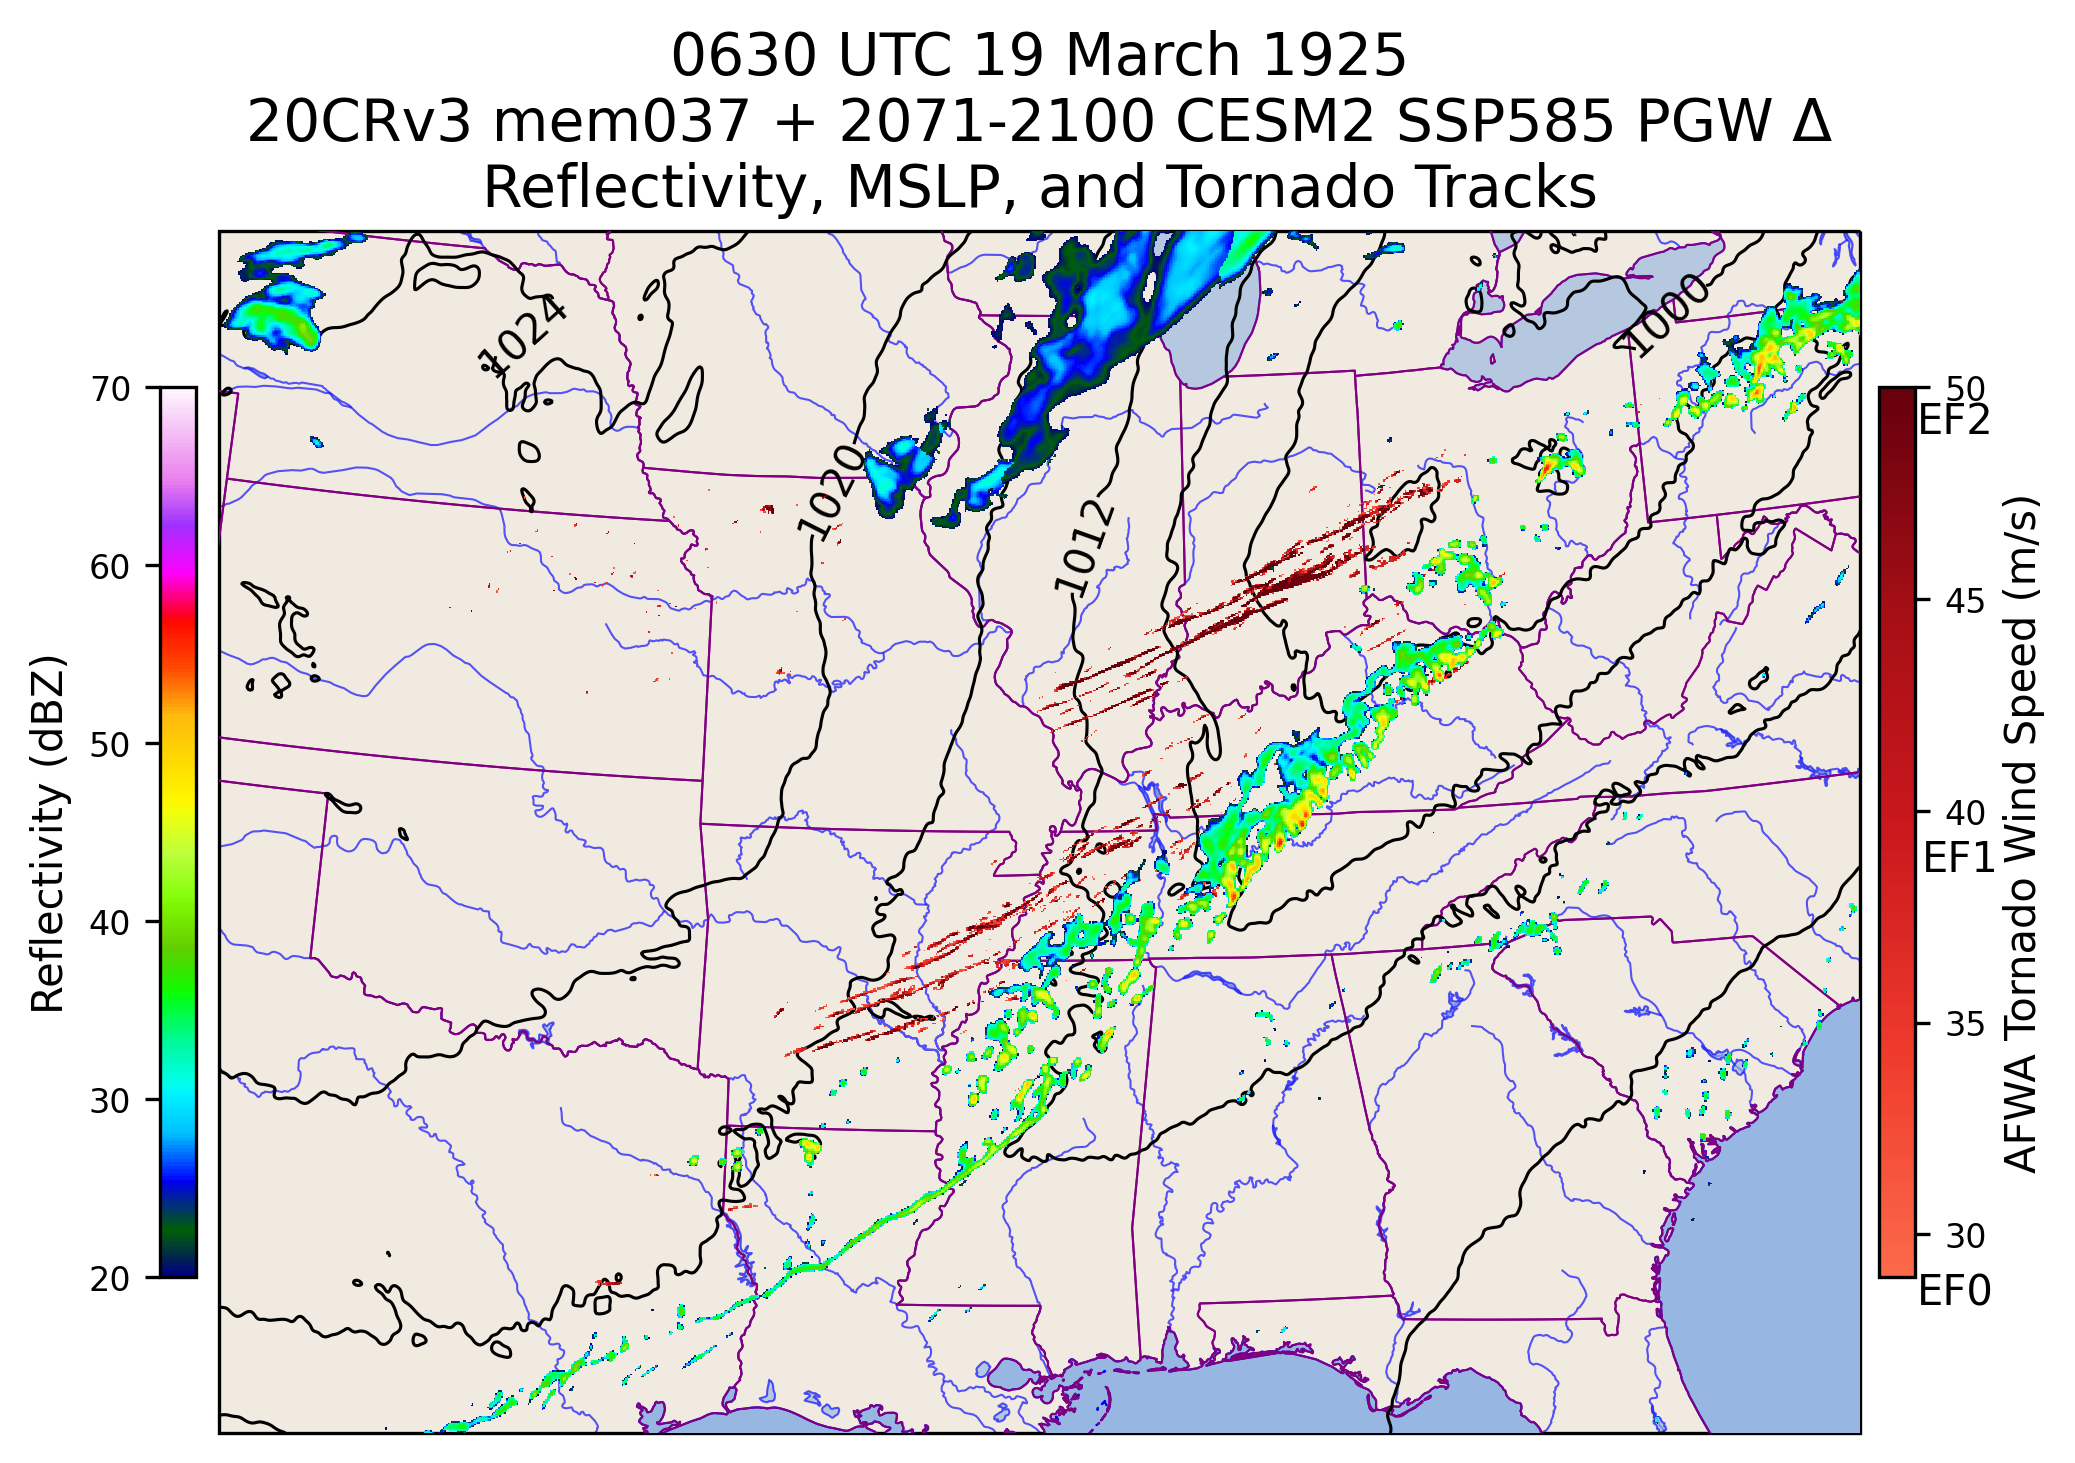 0630 UTC 19 March 1925
20CRv3 mem037 + 2071-2100 CESM2 SSP585 PGW Δ
Reflectivity, MSLP, and Tornado Tracks
1024
1000
1020
1012
70
60
50
40
30
20
Reflectivity (dBZ)
50
EF2
45
40
EF1
35
30
EF0
AFWA Tornado Wind Speed (m/s)